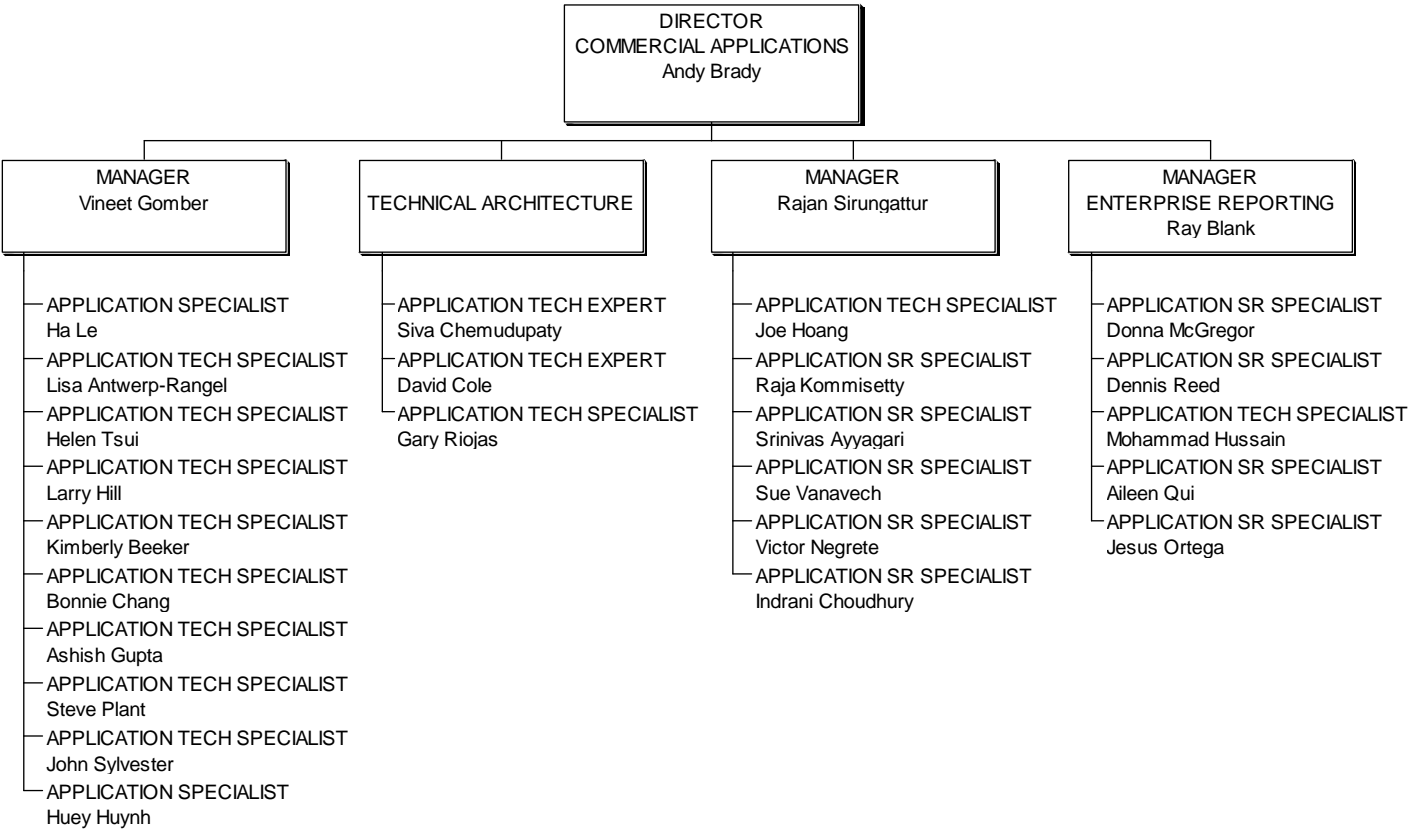 DIRECTOR
COMMERCIAL APPLICATIONS
Andy Brady
MANAGER
Vineet Gomber
TECHNICAL ARCHITECTURE
MANAGER
Rajan Sirungattur
MANAGER
ENTERPRISE REPORTING
Ray Blank
APPLICATION SPECIALIST
Ha Le
APPLICATION TECH SPECIALIST
Lisa Antwerp-Rangel
APPLICATION TECH SPECIALIST
Helen Tsui
APPLICATION TECH SPECIALIST
Larry Hill
APPLICATION TECH SPECIALIST
Kimberly Beeker
APPLICATION TECH SPECIALIST
Bonnie Chang
APPLICATION TECH SPECIALIST
Ashish Gupta
APPLICATION TECH SPECIALIST
Steve Plant
APPLICATION TECH SPECIALIST
John Sylvester
APPLICATION SPECIALIST
Huey Huynh
APPLICATION TECH EXPERT
Siva Chemudupaty
APPLICATION TECH EXPERT
David Cole
APPLICATION TECH SPECIALIST
Gary Riojas
APPLICATION TECH SPECIALIST
Joe Hoang
APPLICATION SR SPECIALIST
Raja Kommisetty
APPLICATION SR SPECIALIST
Srinivas Ayyagari
APPLICATION SR SPECIALIST
Sue Vanavech
APPLICATION SR SPECIALIST
Victor Negrete
APPLICATION SR SPECIALIST
Indrani Choudhury
APPLICATION SR SPECIALIST
Donna McGregor
APPLICATION SR SPECIALIST
Dennis Reed
APPLICATION TECH SPECIALIST
Mohammad Hussain
APPLICATION SR SPECIALIST
Aileen Qui
APPLICATION SR SPECIALIST
Jesus Ortega